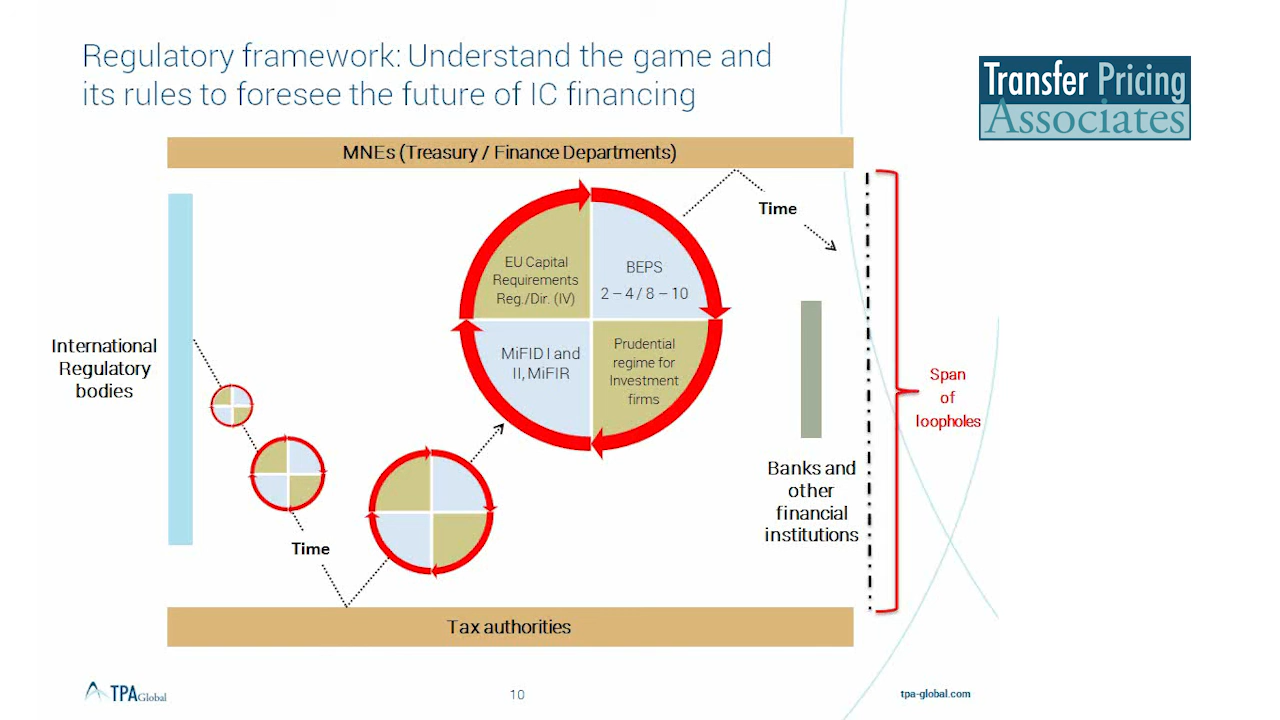 Regulatory framework: Understand the game and
its rules to foresee the future of IC financing
Transfer Pricing
Associates
MNEs (Treasury / Finance Departments)
Time
EU Capital
Requirements
Reg./Dir. (IV)
BEPS
2 – 4 / 8 – 10
MiFID I and
II, MiFIR
Prudential
regime for
Investment
firms
International
Regulatory
bodies
Span
of
loopholes
Banks and
other
financial
institutions
Time
Tax authorities
TPA Global
10
tpa-global.com